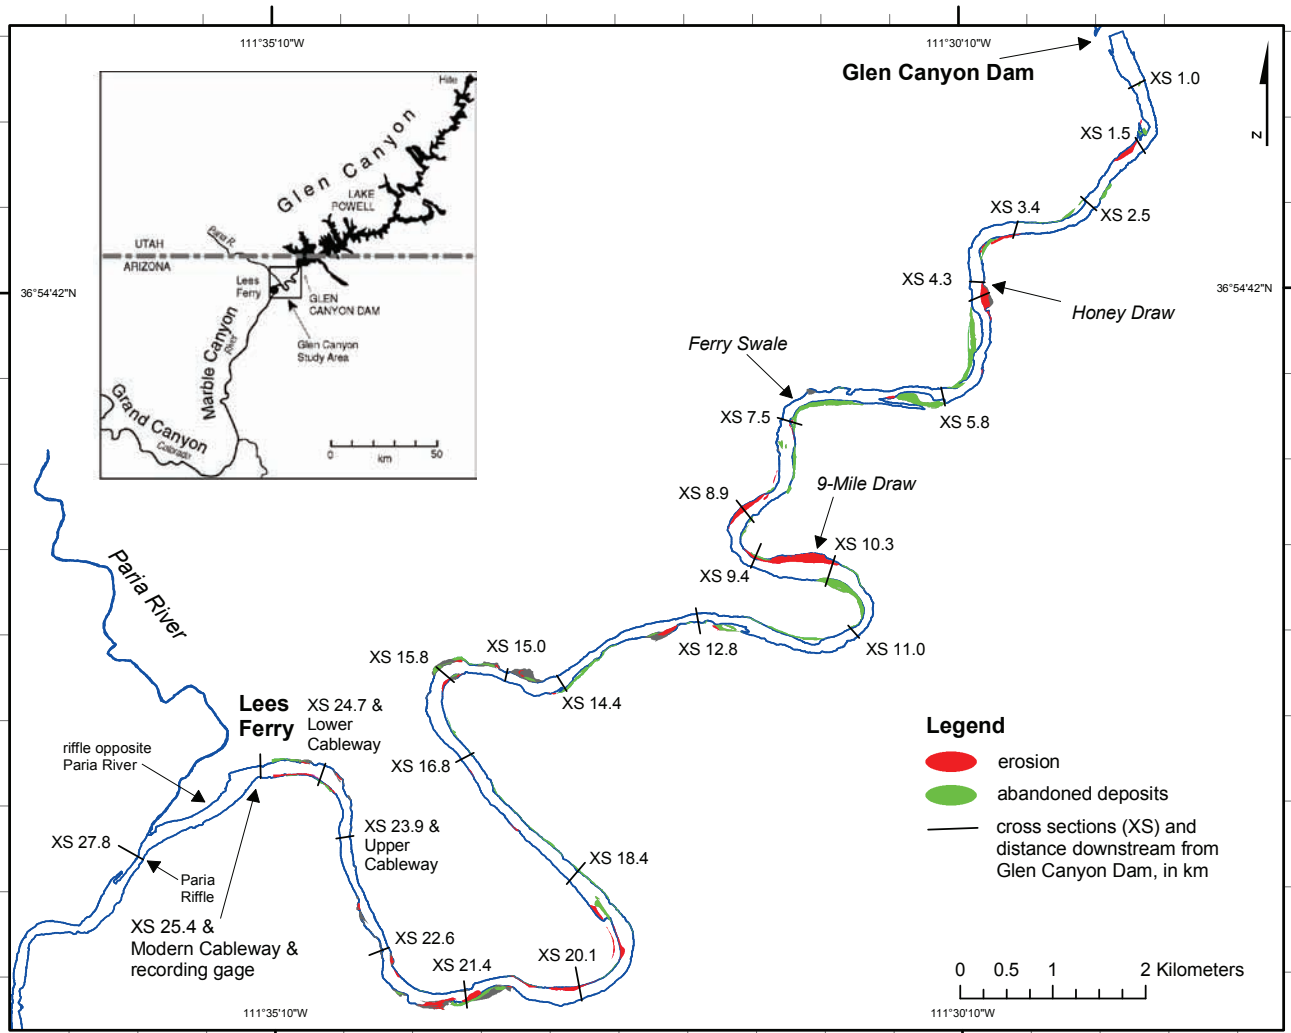 111°35'10"W
111°30'10"W
Glen Canyon Dam
XS 1.0
XS 1.5
XS 2.5
XS 3.4
XS 4.3
Honey Draw
36°54'42"N
36°54'42"N
N
Hite
Glen Canyon
LAKE
POWELL
Paria R.
UTAH
ARIZONA
Lees
Ferry
GLEN
CANYON DAM
Glen Canyon
Study Area
Marble Canyon
River
Grand Canyon
Colorado
0 50
km
Ferry Swale
XS 5.8
XS 7.5
XS 8.9
9-Mile Draw
XS 10.3
XS 9.4
XS 11.0
XS 12.8
XS 14.4
XS 15.0
XS 15.8
XS 16.8
XS 18.4
XS 20.1
XS 21.4
XS 22.6
XS 23.9 &
Upper
Cableway
XS 24.7 &
Lower
Cableway
Lees
Ferry
Paria River
riffle opposite
Paria River
XS 27.8
Paria
Riffle
XS 25.4 &
Modern Cableway &
recording gage
Legend
erosion
abandoned deposits
cross sections (XS) and
distance downstream from
Glen Canyon Dam, in km
0 0.5 1 2 Kilometers
111°35'10"W
111°30'10"W